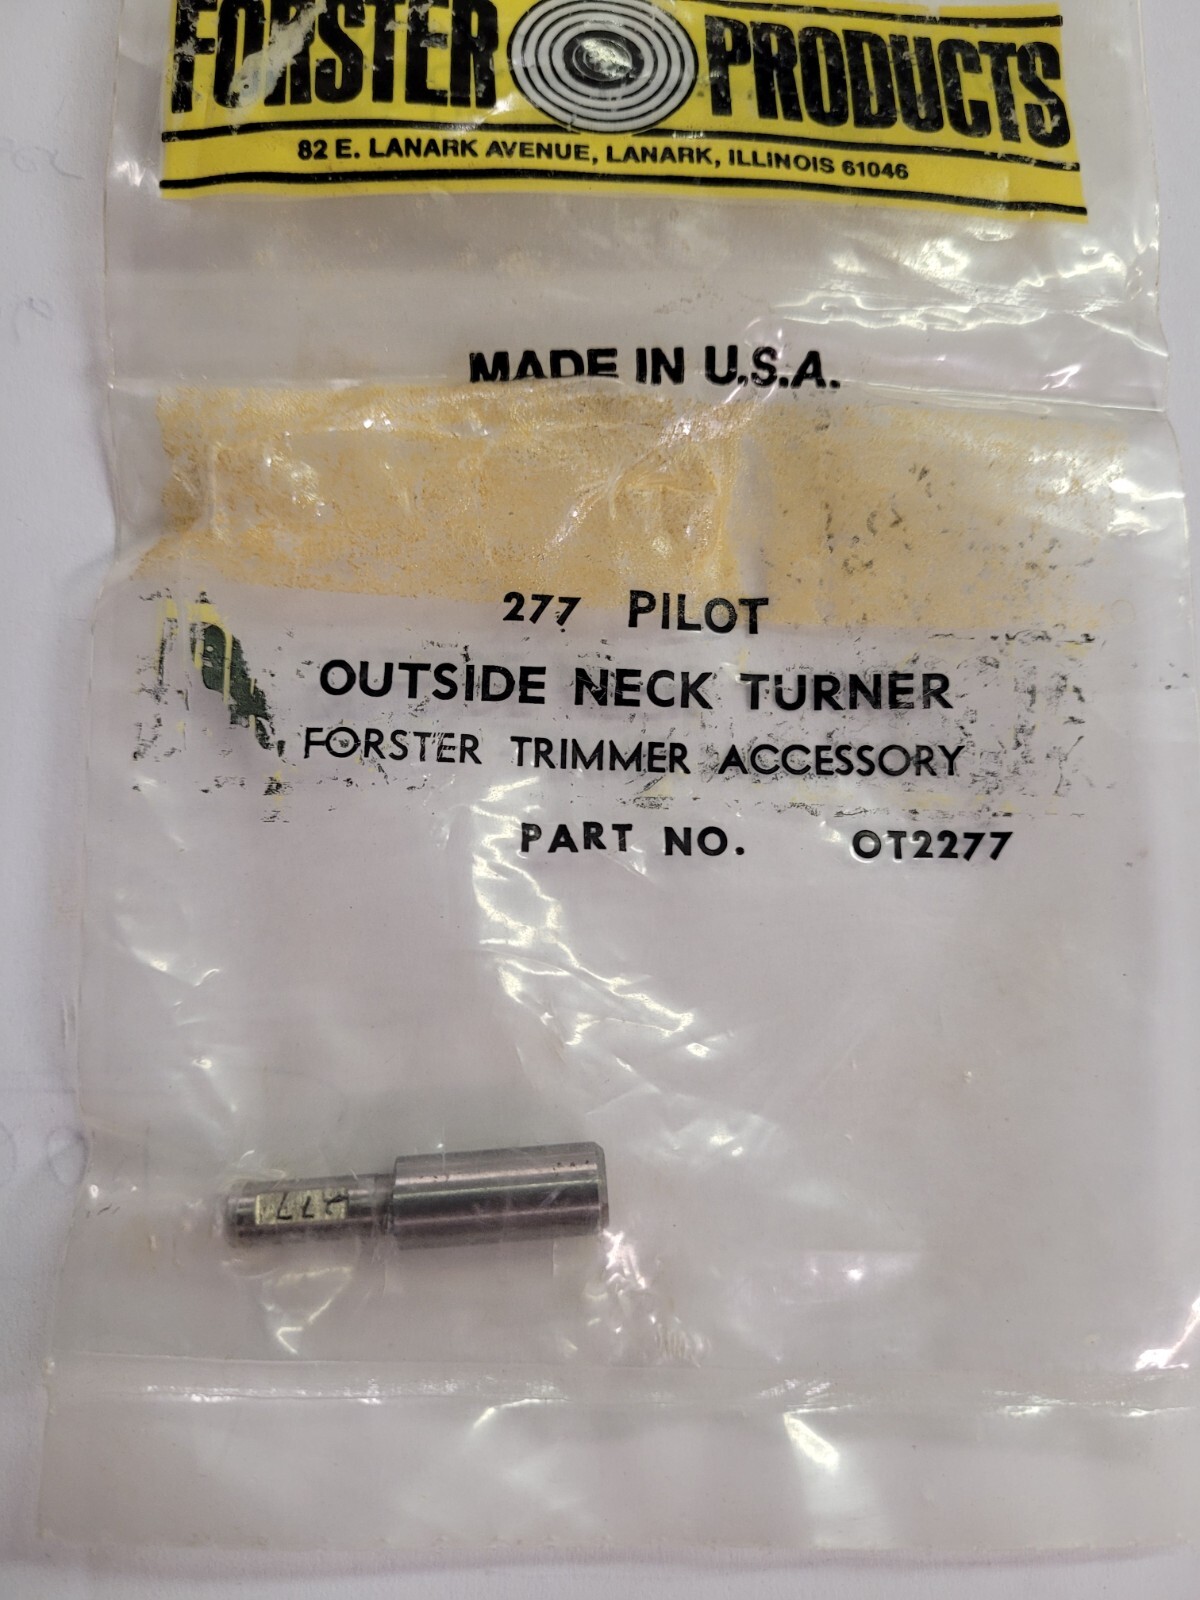 FORSTER PRODUCTS
82 E. LANARK AVENUE, LANARK, ILLINOIS 61046
MADE IN U.S.A.
277 PILOT
OUTSIDE NECK TURNER
FORSTER TRIMMER ACCESSORY
PART NO. OT2277
277